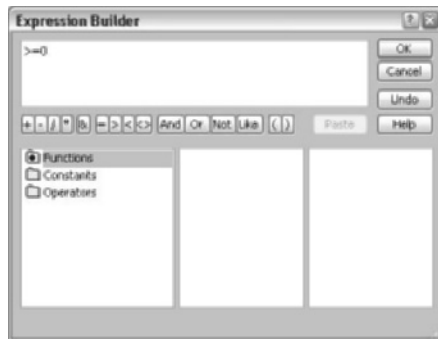 Expression Builder
>=0
OK
Cancel
Undo
+ - / * & = > < <> And Or Not Like ( ) Paste Help
Functions
Constants
Operators